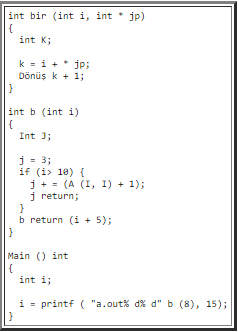 int bir (int i, int * jp)
{
int K;
k = i + * jp;
Dönüş k + 1;
}
int b (int i)
{
Int J;
j = 3;
if (i> 10) {
j + = (A (I, I) + 1);
j return;
}
b return (i + 5);
}
Main () int
{
int i;
i = printf ( "a.out% d% d" b (8), 15);
}